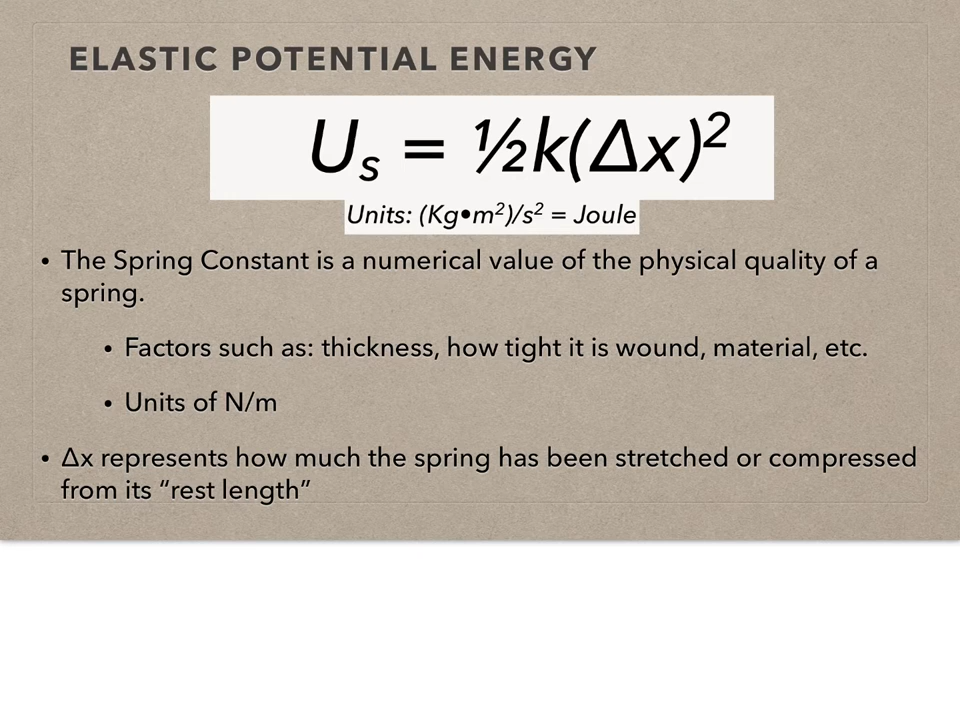 ELASTIC POTENTIAL ENERGY
Uₛ = ½k(Δx)²
Units: (Kg•m²)/s² = Joule
• The Spring Constant is a numerical value of the physical quality of a
spring.
• Factors such as: thickness, how tight it is wound, material, etc.
• Units of N/m
• Δx represents how much the spring has been stretched or compressed
from its “rest length”